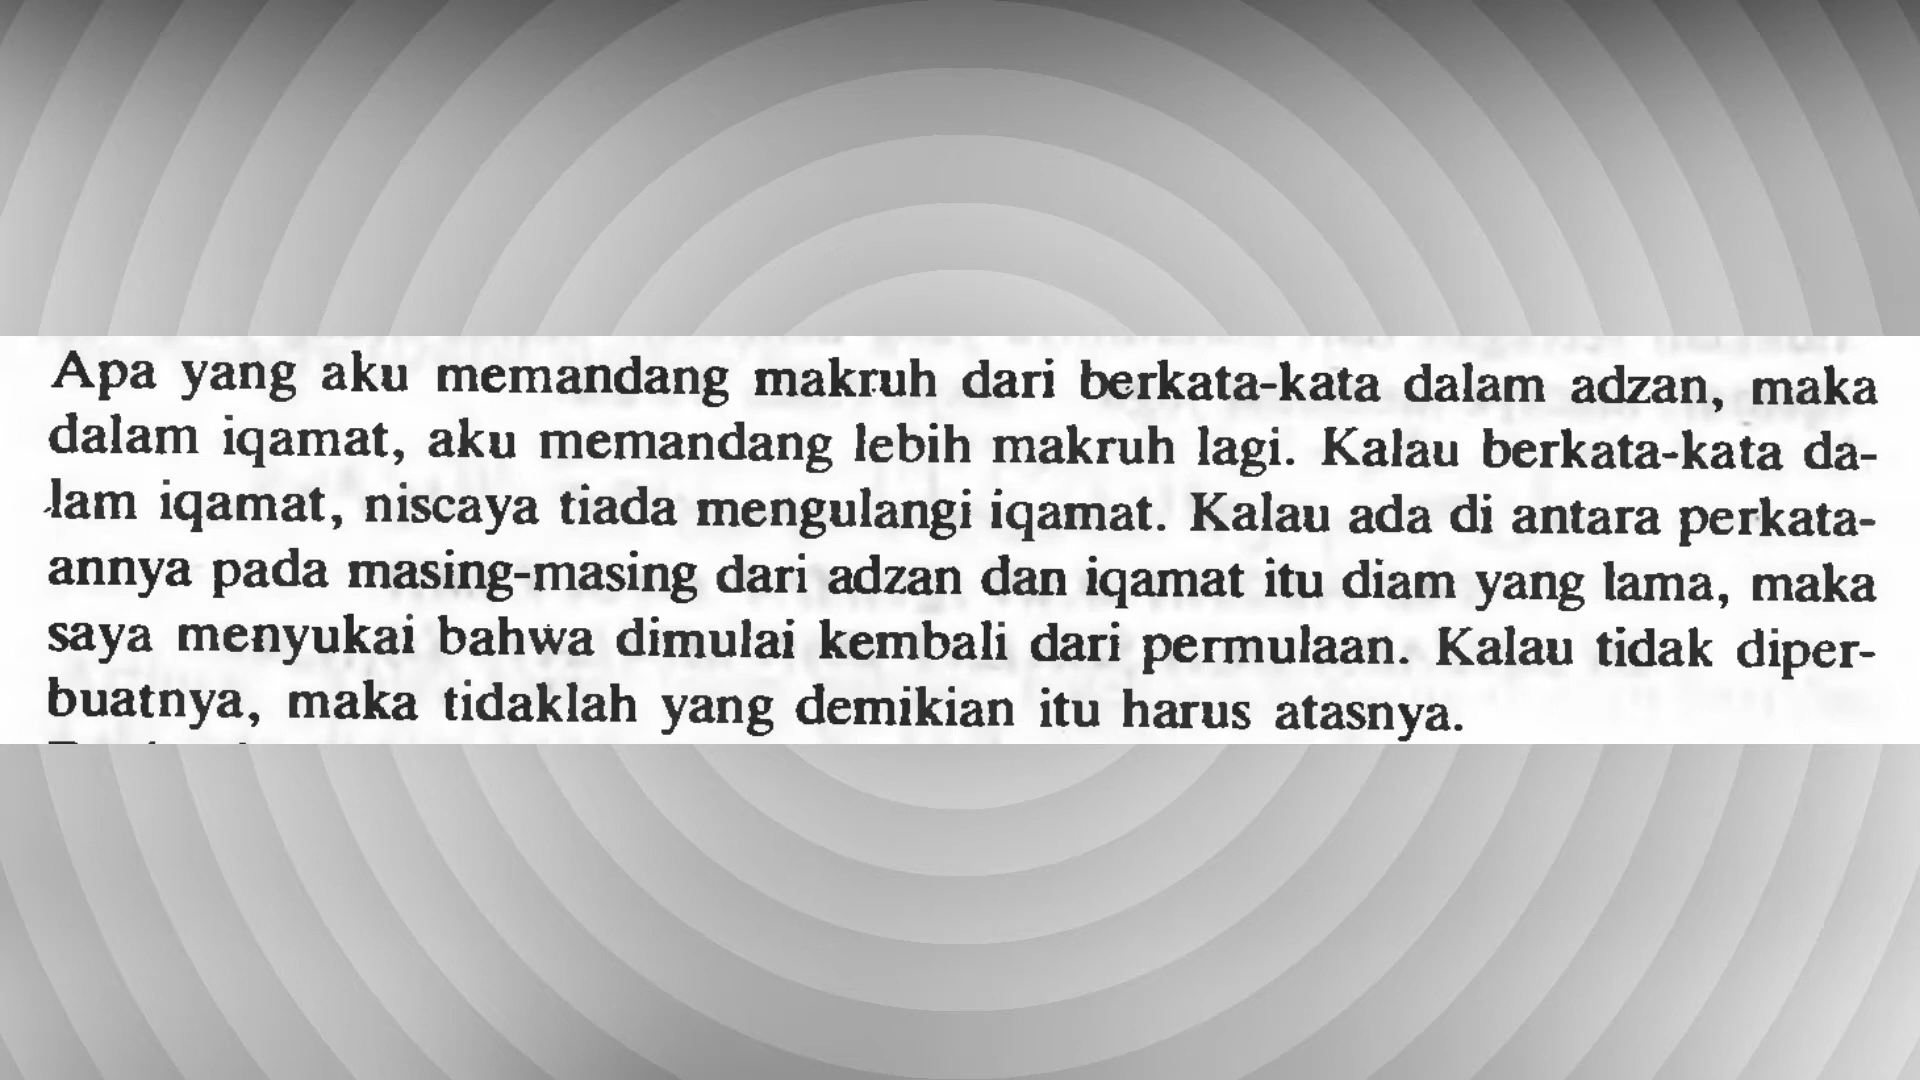 Apa yang aku memandang makruh dari berkata-kata dalam adzan, maka
dalam iqamat, aku memandang lebih makruh lagi. Kalau berkata-kata da-
lam iqamat, niscaya tiada mengulangi iqamat. Kalau ada di antara perkata-
annya pada masing-masing dari adzan dan iqamat itu diam yang lama, maka
saya menyukai bahwa dimulai kembali dari permulaan. Kalau tidak diper-
buatnya, maka tidaklah yang demikian itu harus atasnya.